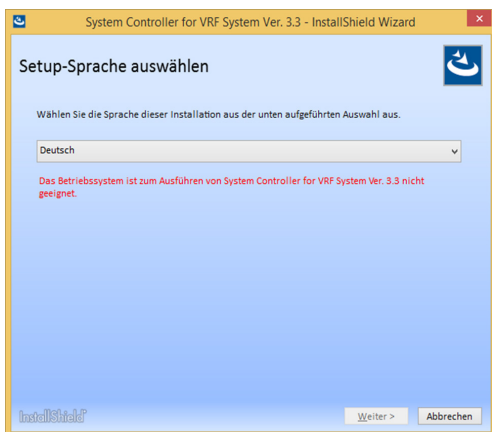 System Controller for VRF System Ver. 3.3 - InstallShield Wizard
Setup-Sprache auswählen
Wählen Sie die Sprache dieser Installation aus der unten aufgeführten Auswahl aus.
Deutsch
Das Betriebssystem ist zum Ausführen von System Controller for VRF System Ver. 3.3 nicht
geeignet.
InstallShield
Weiter >
Abbrechen